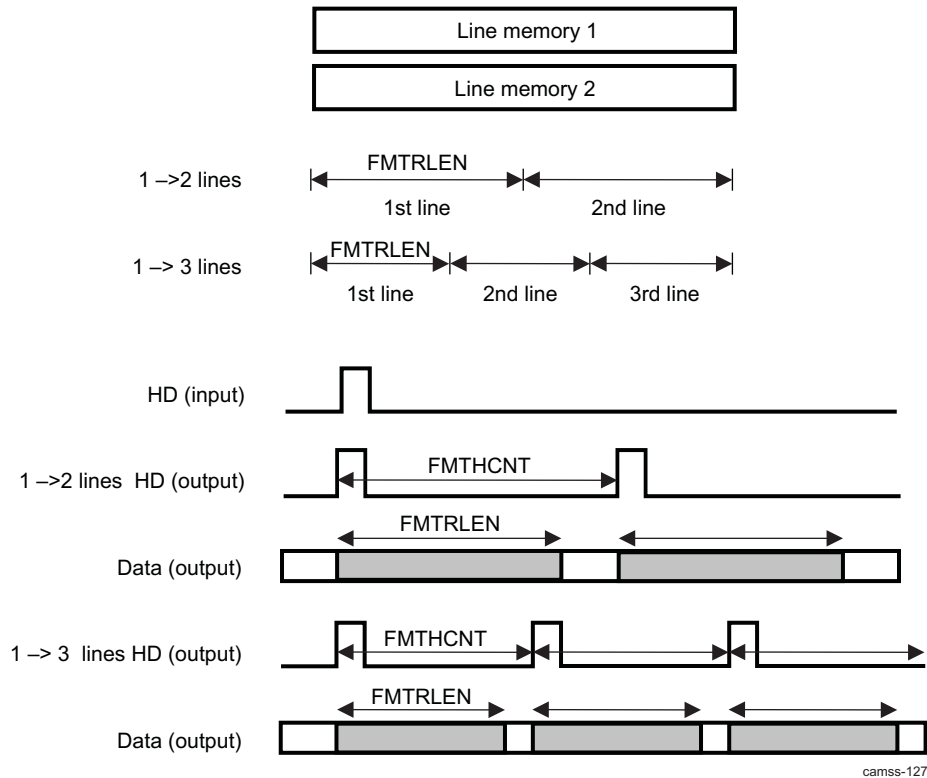 Line memory 1
Line memory 2
1 –>2 lines
FMTRLEN
1st line
2nd line
1 –> 3 lines
FMTRLEN
1st line
2nd line
3rd line
HD (input)
1 –>2 lines HD (output)
FMTHCNT
FMTRLEN
Data (output)
1 –> 3 lines HD (output)
FMTHCNT
FMTRLEN
Data (output)
camss-127